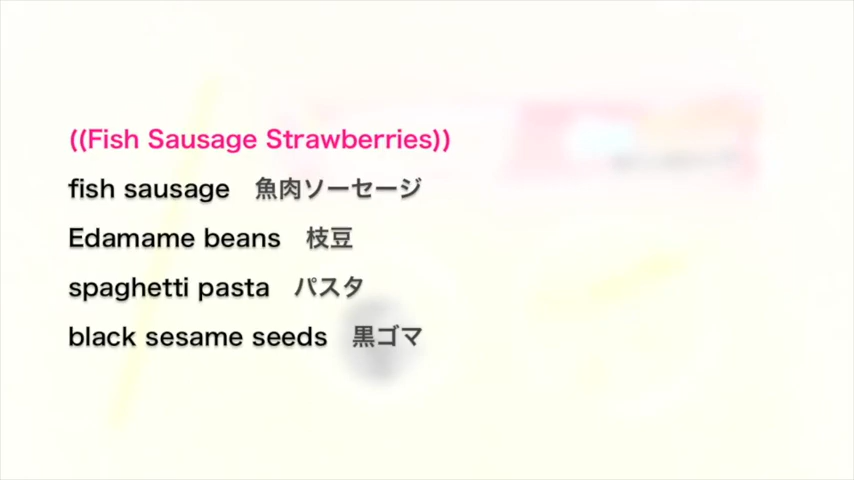 ((Fish Sausage Strawberries))
fish sausage 魚肉ソーセージ
Edamame beans 枝豆
spaghetti pasta パスタ
black sesame seeds 黒ゴマ